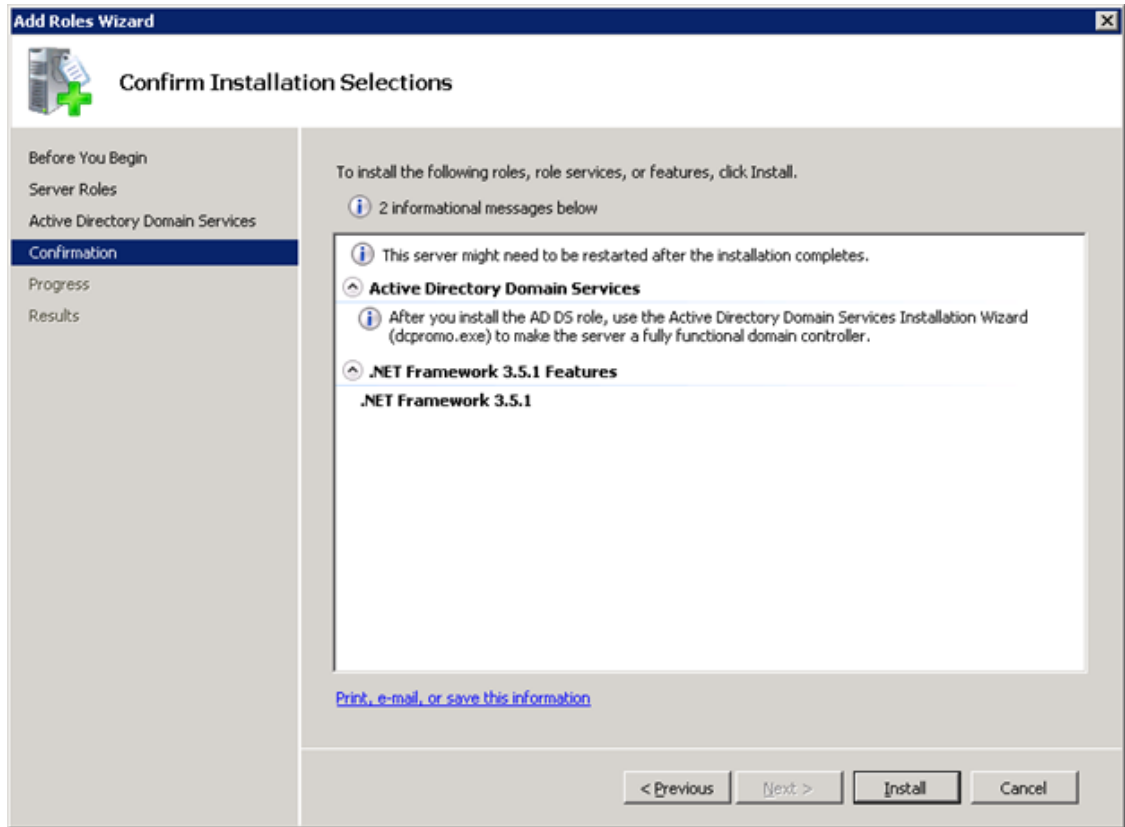 Add Roles Wizard
Confirm Installation Selections
Before You Begin
Server Roles
Active Directory Domain Services
Confirmation
Progress
Results
To install the following roles, role services, or features, click Install.
2 informational messages below
This server might need to be restarted after the installation completes.
Active Directory Domain Services
After you install the AD DS role, use the Active Directory Domain Services Installation Wizard
(dcpromo.exe) to make the server a fully functional domain controller.
.NET Framework 3.5.1 Features
.NET Framework 3.5.1
Print, e-mail, or save this information
< Previous
Next >
Install
Cancel